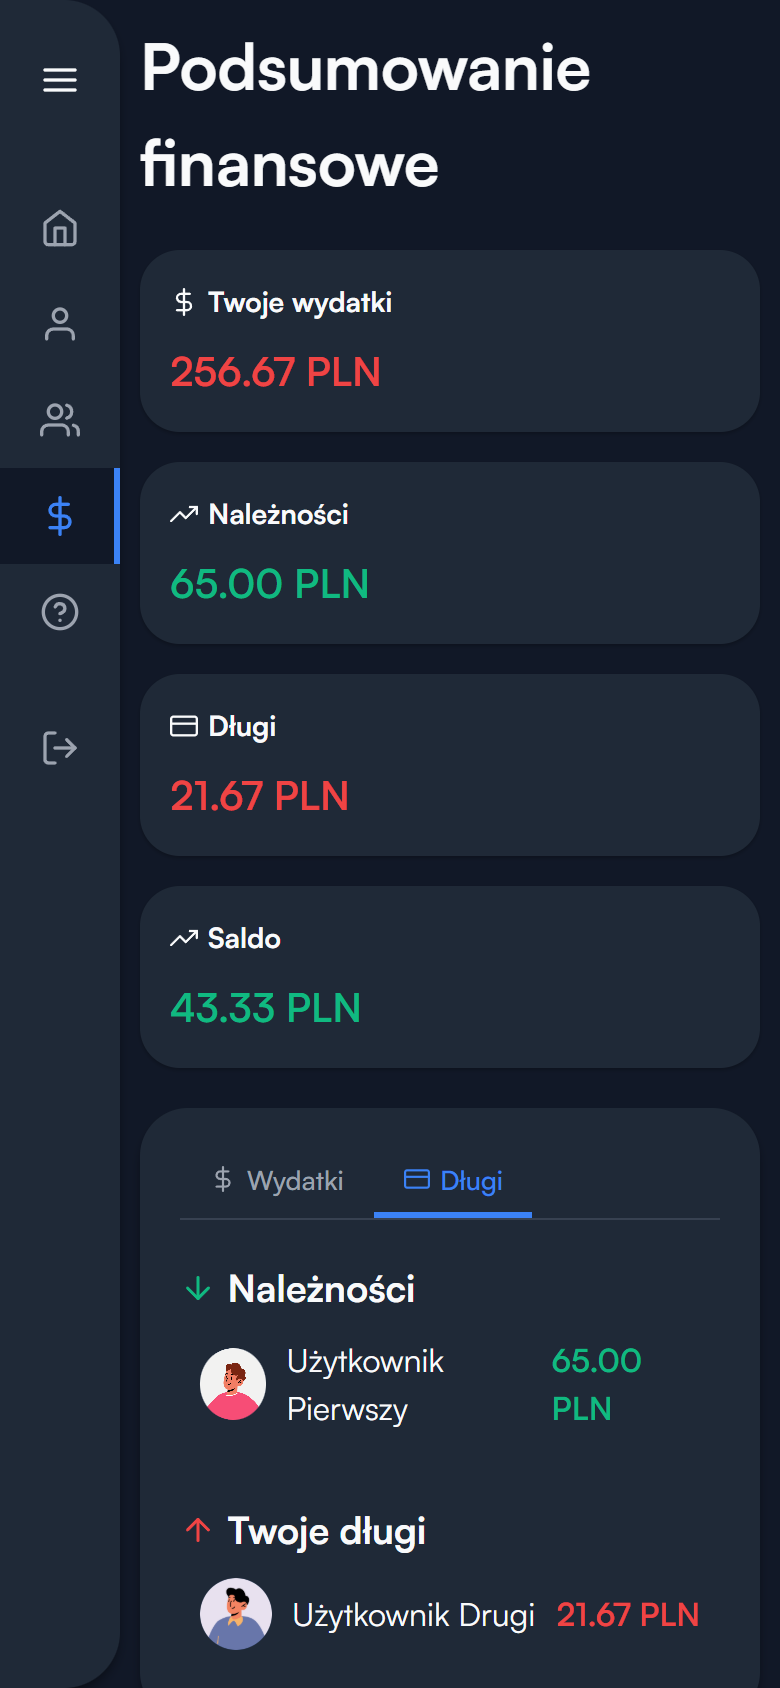 Podsumowanie
finansowe
Twoje wydatki
256.67 PLN
Należności
65.00 PLN
Długi
21.67 PLN
Saldo
43.33 PLN
Wydatki
Długi
Należności
Użytkownik
Pierwszy
65.00
PLN
Twoje długi
Użytkownik Drugi 21.67 PLN